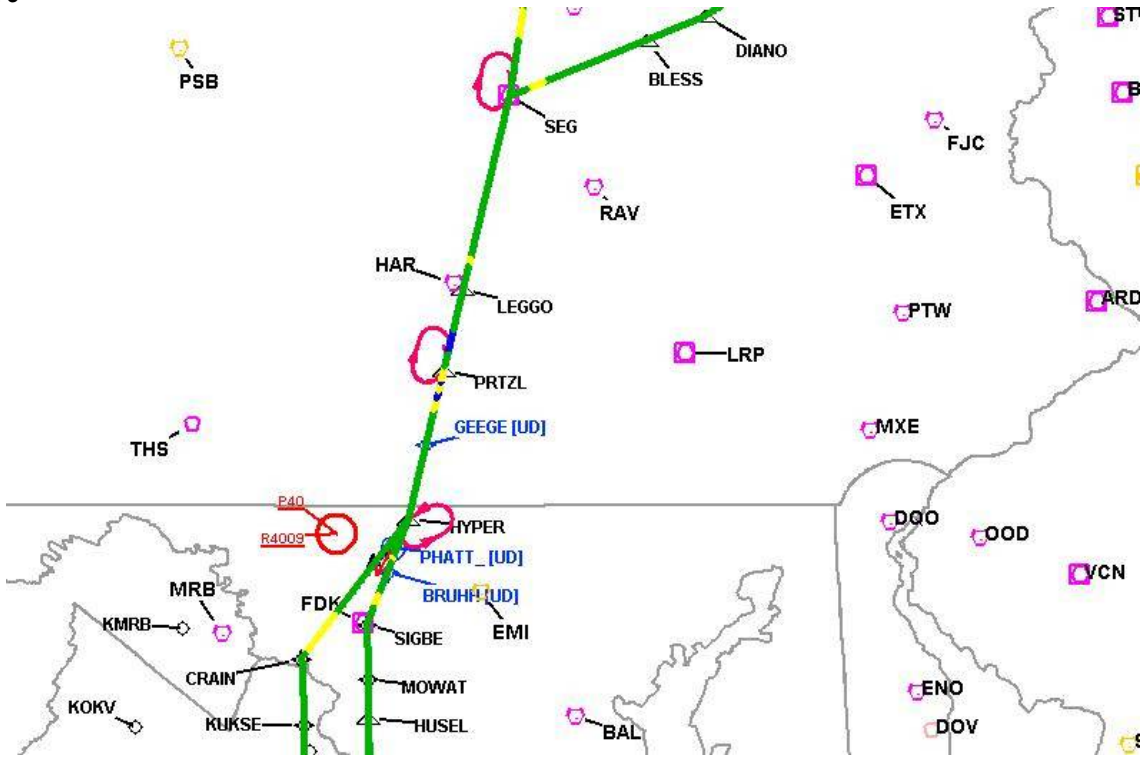 STW
DIANO
PSB
BLESS
SEG
FJC
RAV
ETX
HAR
LEGGO
PTW
ARD
LRP
PRTZL
THS
GEEGE [UD]
MXE
P40
R4009
HYPER
DQO
OOD
PHATT_ [UD]
VCN
MRB
BRUHH [UD]
FDK
KMRB
SIGBE
EMI
CRAIN
MOWAT
ENO
KOKV
KUKSE
HUSEL
BAL
DOV